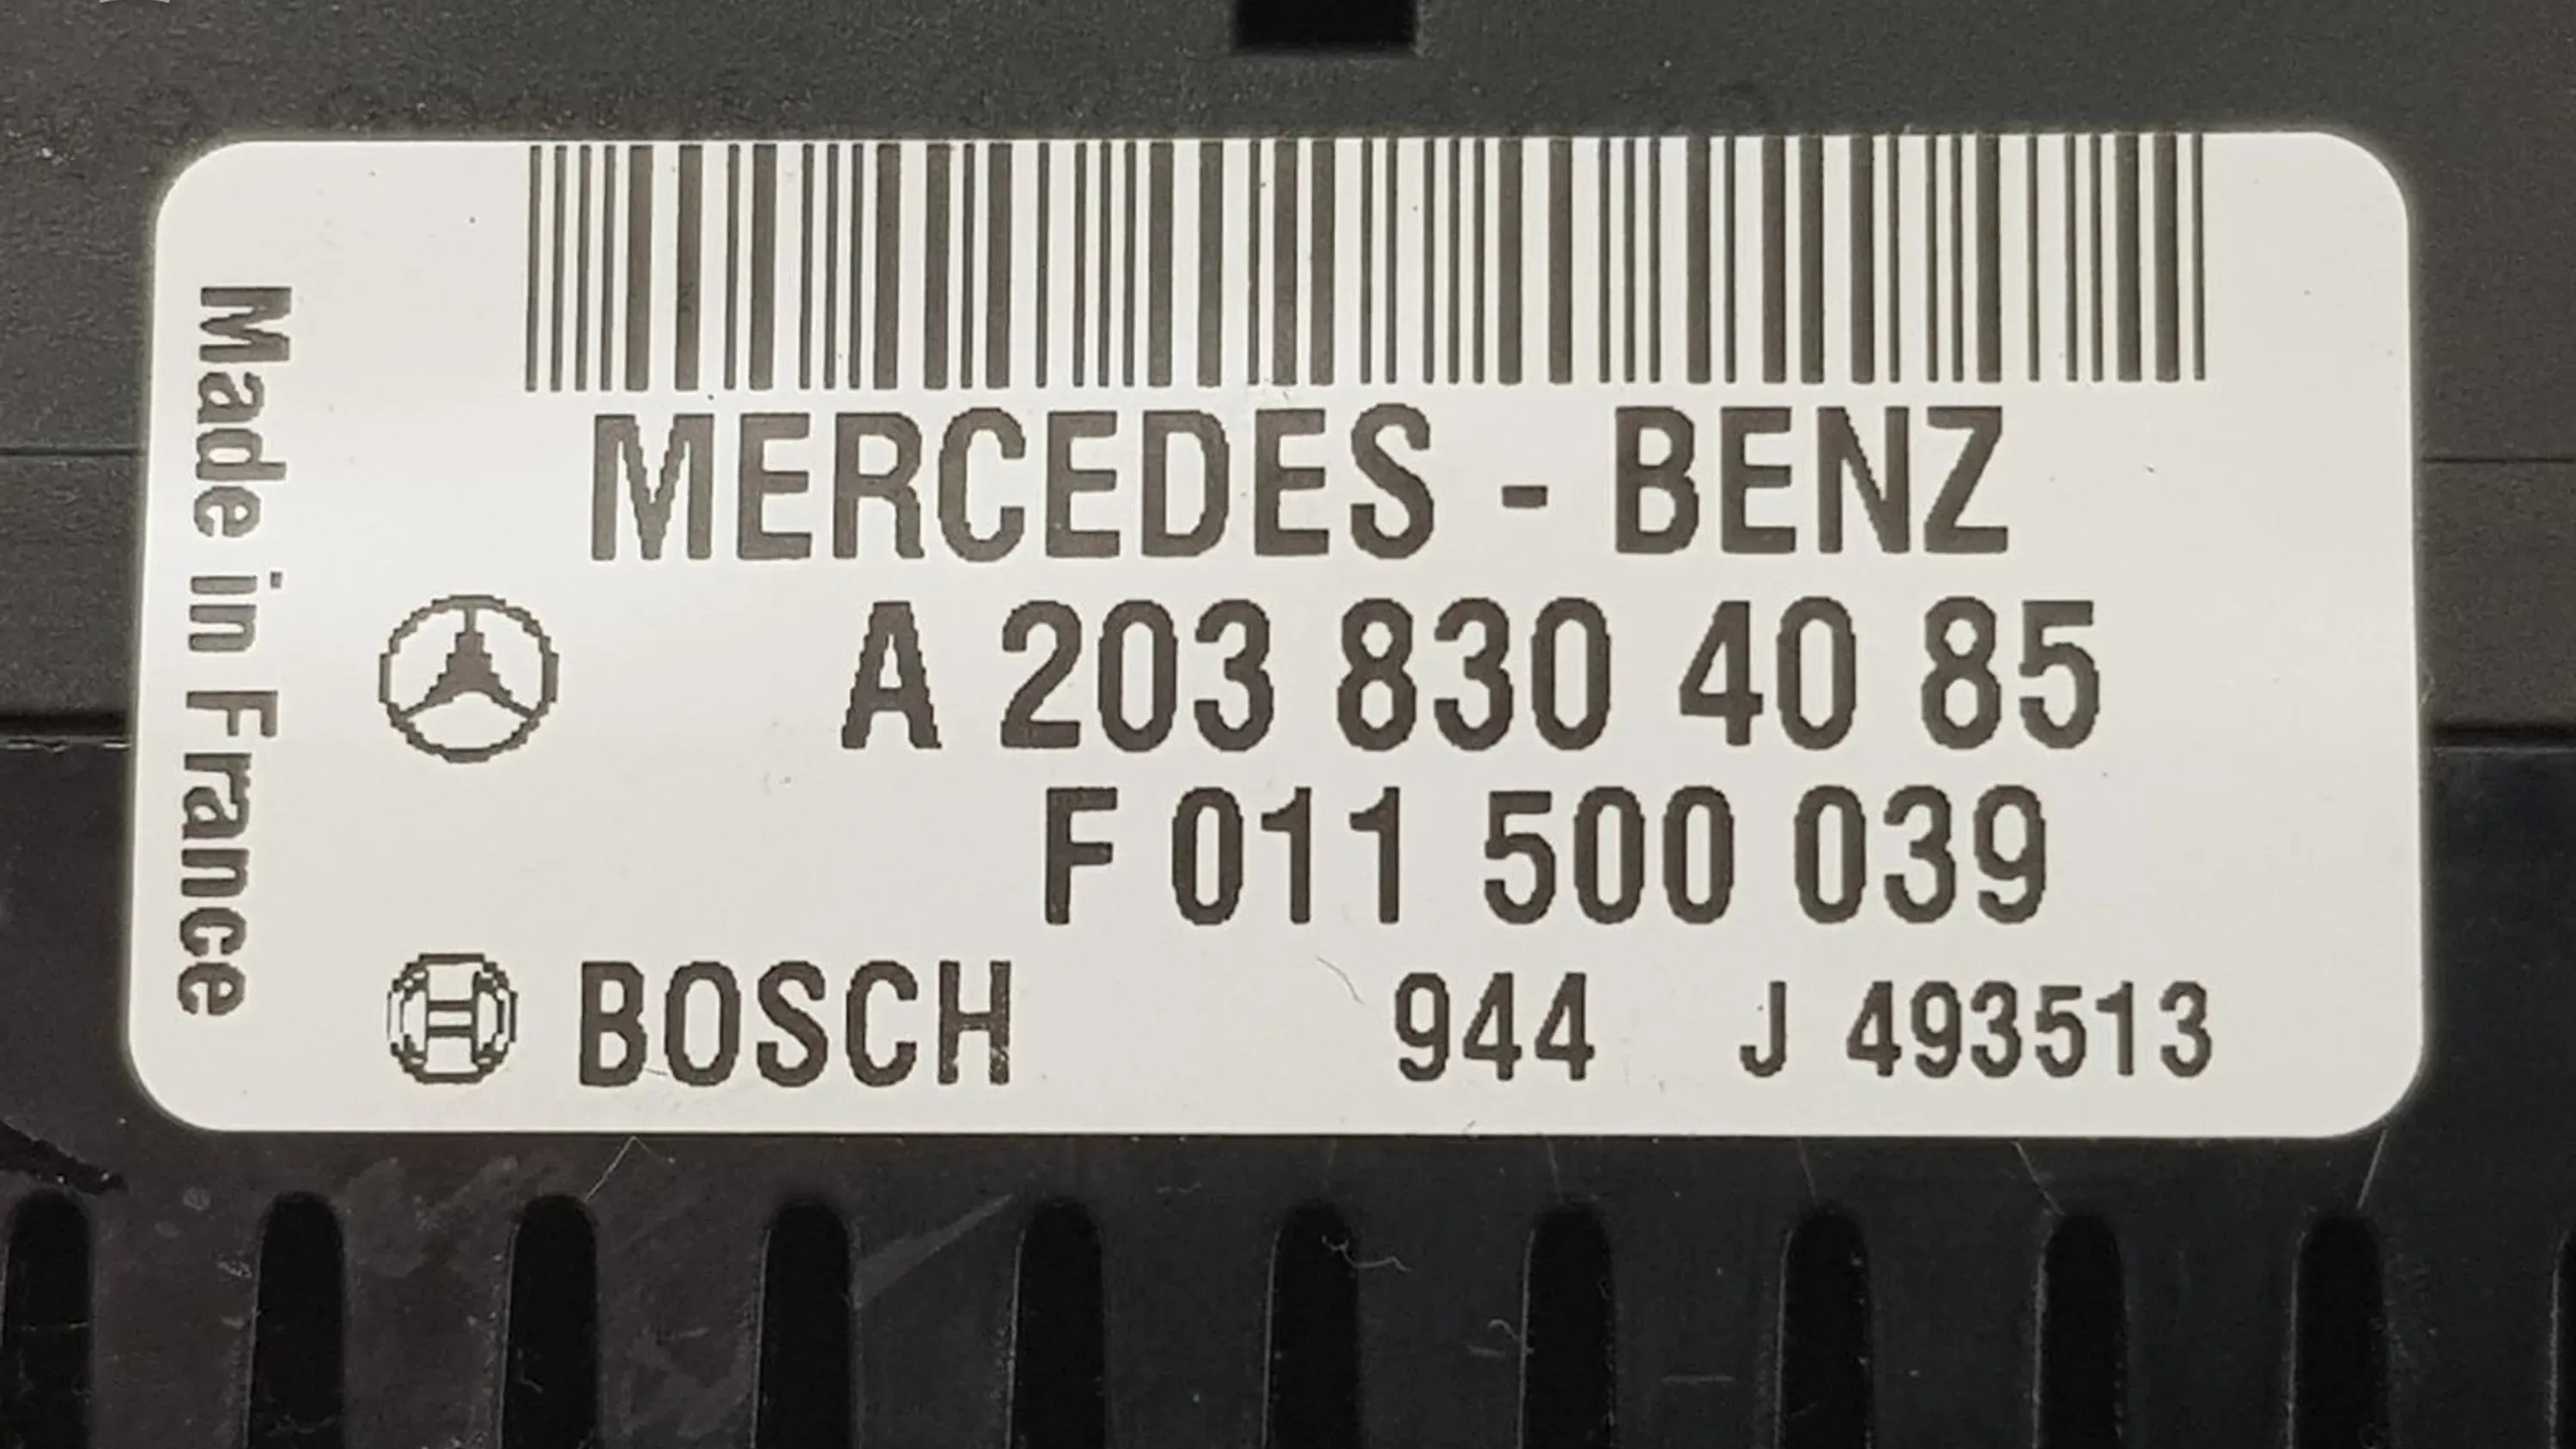 MERCEDES - BENZ
A 203 830 40 85
F 011 500 039
BOSCH 944 J 493513
Made in France